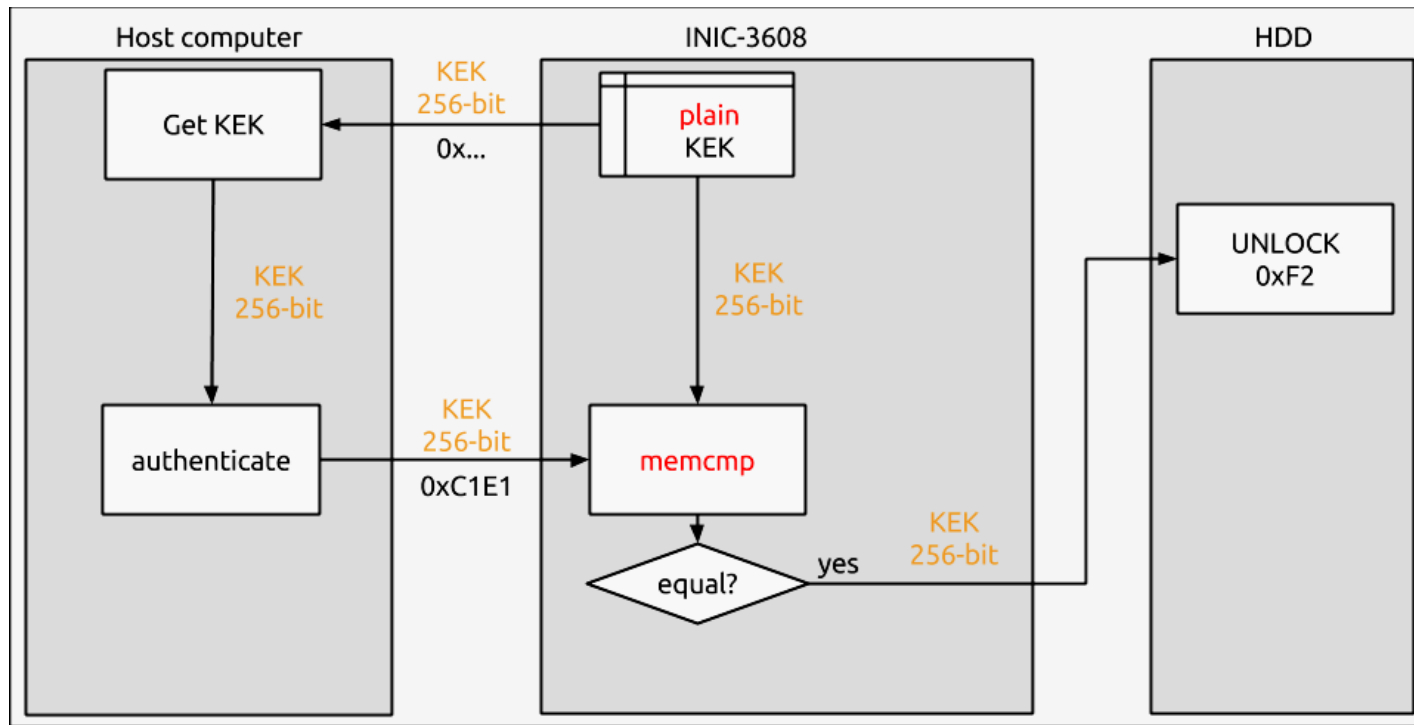 Host computer
INIC-3608
HDD
Get KEK
KEK
256-bit
0x...
plain
KEK
UNLOCK
0xF2
KEK
256-bit
KEK
256-bit
authenticate
KEK
256-bit
0xC1E1
memcmp
equal?
yes
KEK
256-bit